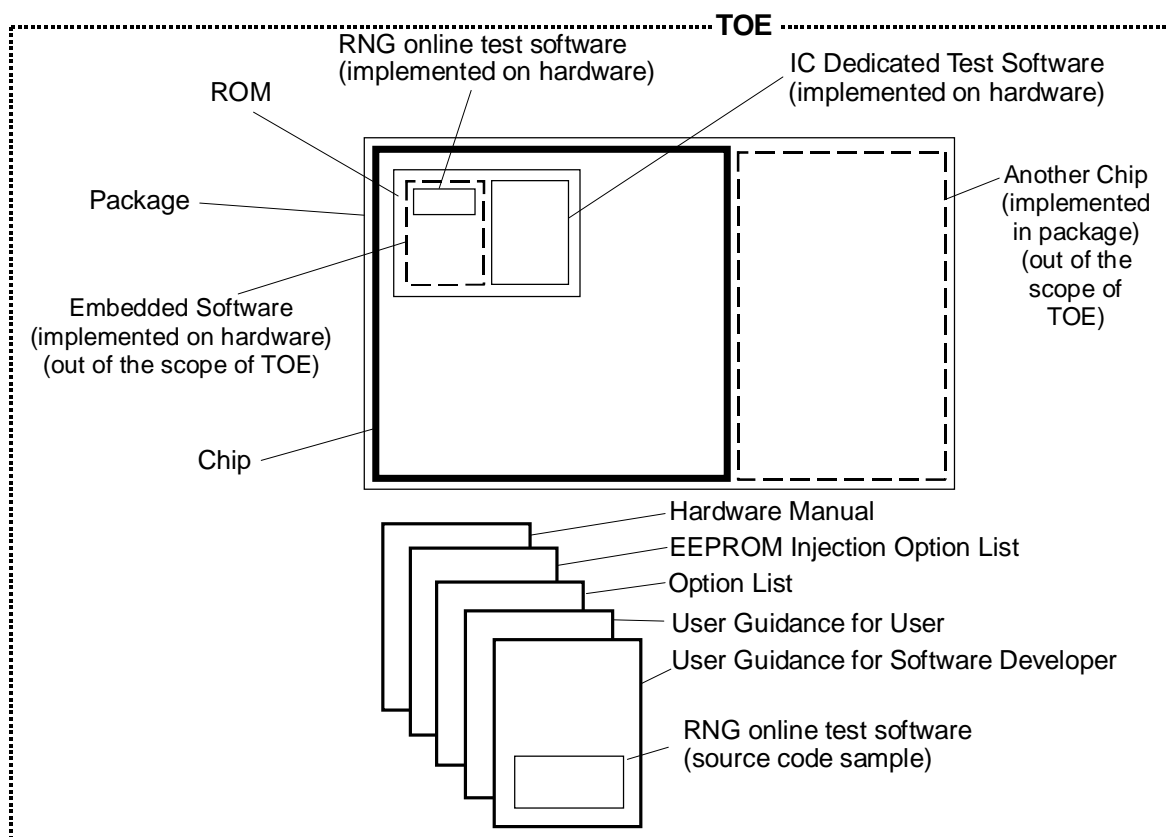 TOE
RNG online test software
(implemented on hardware)
IC Dedicated Test Software
(implemented on hardware)
ROM
Package
Another Chip
(implemented
in package)
(out of the
scope of
TOE)
Embedded Software
(implemented on hardware)
(out of the scope of TOE)
Chip
Hardware Manual
EEPROM Injection Option List
Option List
User Guidance for User
User Guidance for Software Developer
RNG online test software
(source code sample)